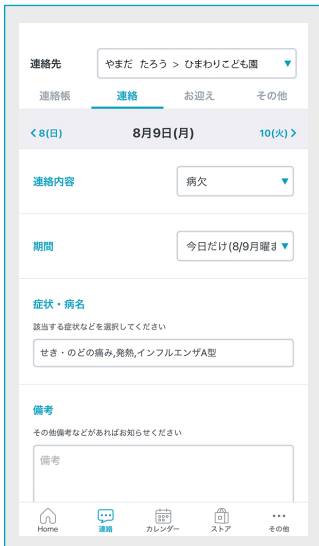 連絡先 やまだ たろう > ひまわりこども園 ▼
連絡帳 連絡 お迎え その他
< 8(日) 8月9日(月) 10(火) >
連絡内容 病欠 ▼
期間 今日だけ(8/9月曜ま ▼
症状・病名
該当する症状などを選択してください
せき・のどの痛み,発熱,インフルエンザA型
備考
その他備考などがあればお知らせください
備考
Home 連絡 カレンダー ストア その他